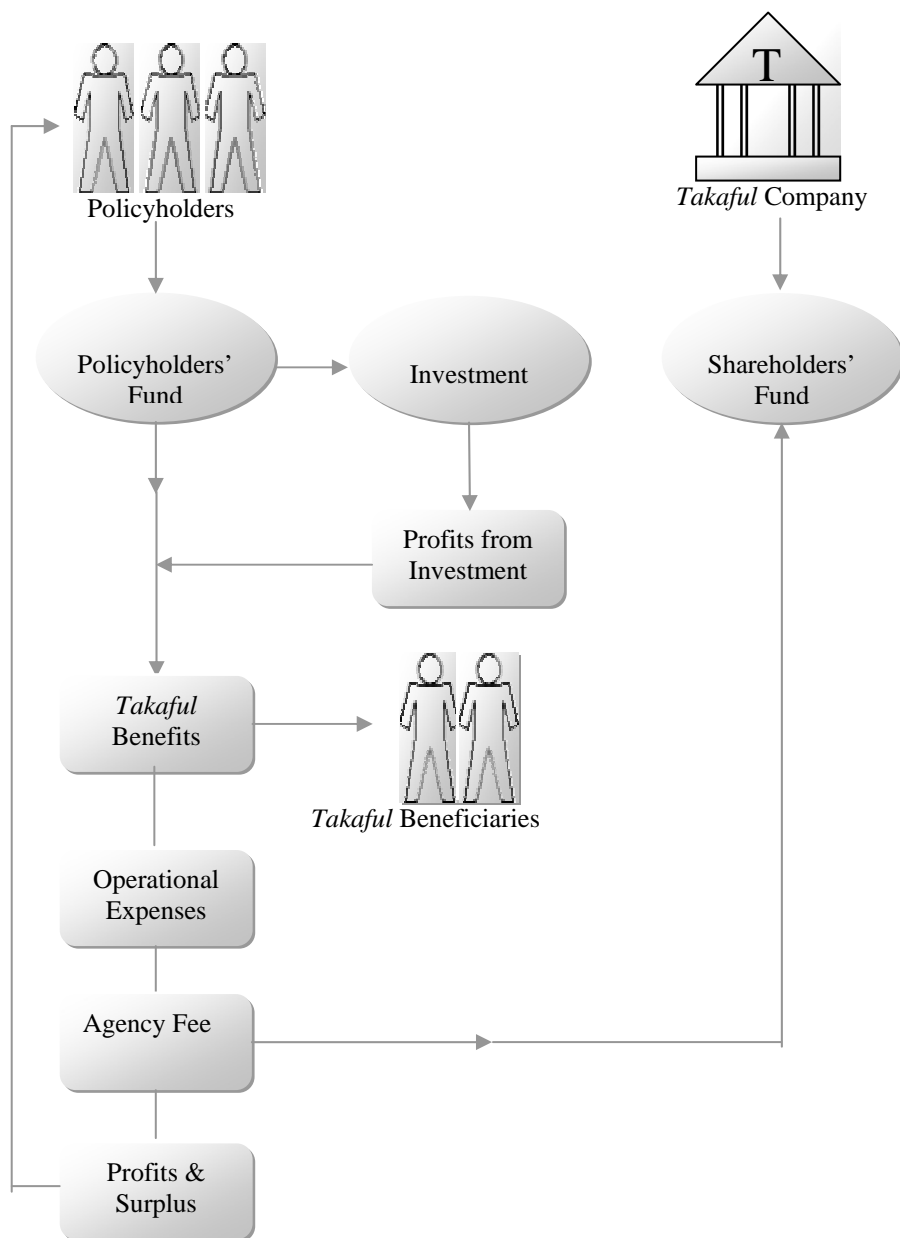 T
Policyholders
Takaful Company
Policyholders’
Fund
Investment
Shareholders’
Fund
Profits from
Investment
Takaful
Benefits
Takaful Beneficiaries
Operational
Expenses
Agency Fee
Profits &
Surplus